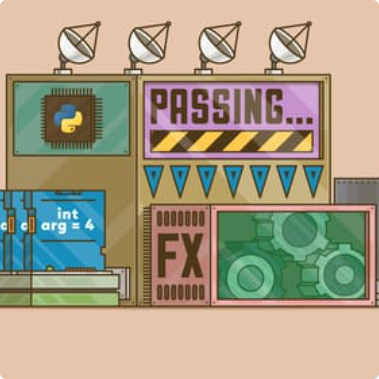 PASSING...
int
arg = 4
FX